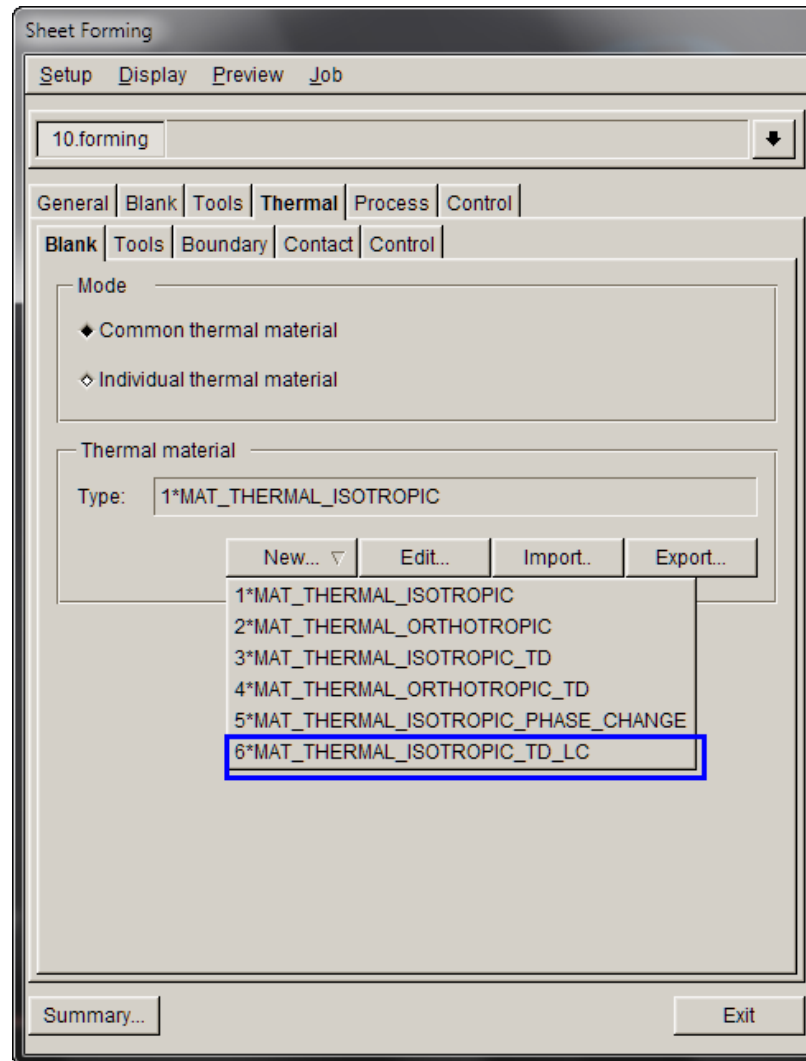 Sheet Forming
Setup Display Preview Job
10.forming
General Blank Tools Thermal Process Control
Blank Tools Boundary Contact Control
Mode
Common thermal material
Individual thermal material
Thermal material
Type: 1*MAT_THERMAL_ISOTROPIC
New... Edit... Import.. Export...
1*MAT_THERMAL_ISOTROPIC
2*MAT_THERMAL_ORTHOTROPIC
3*MAT_THERMAL_ISOTROPIC_TD
4*MAT_THERMAL_ORTHOTROPIC_TD
5*MAT_THERMAL_ISOTROPIC_PHASE_CHANGE
6*MAT_THERMAL_ISOTROPIC_TD_LC
Summary... Exit